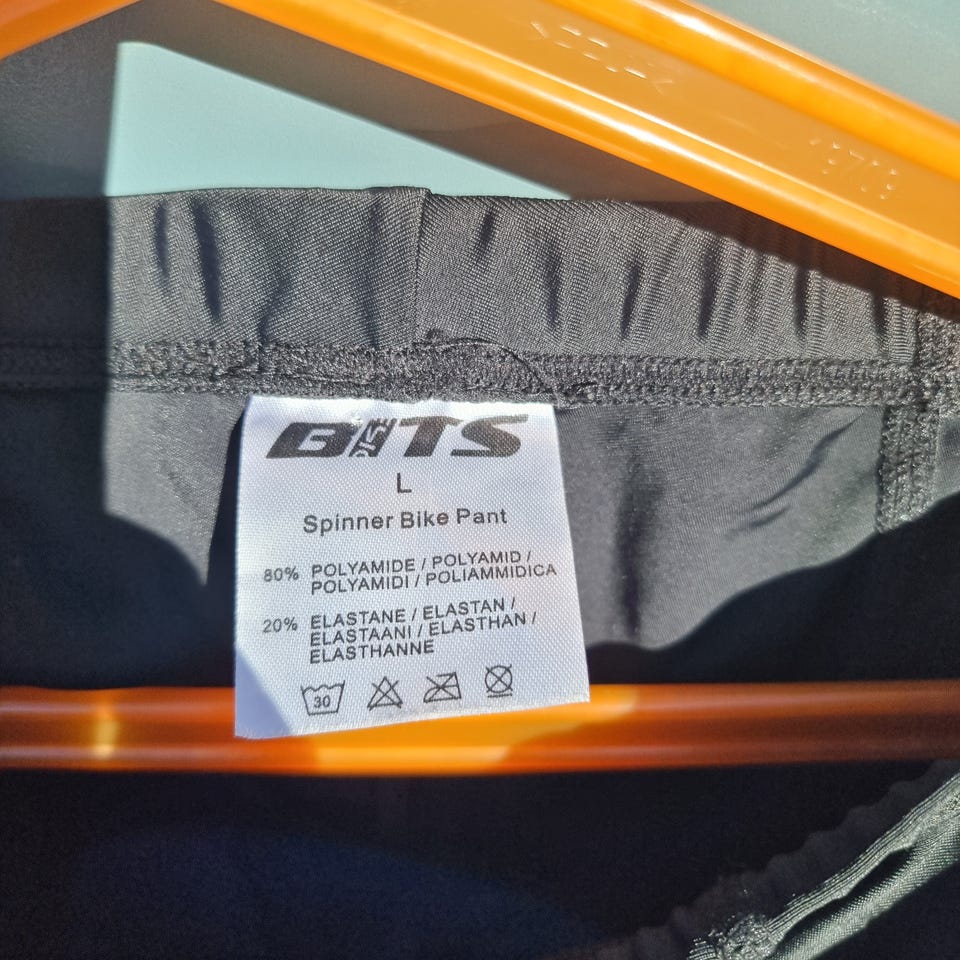 BITS
L
Spinner Bike Pant
80% POLYAMIDE / POLYAMID /
POLYAMIDI / POLIAMMIDICA
20% ELASTANE / ELASTAN /
ELASTAANI / ELASTHAN /
ELASTHANNE
30